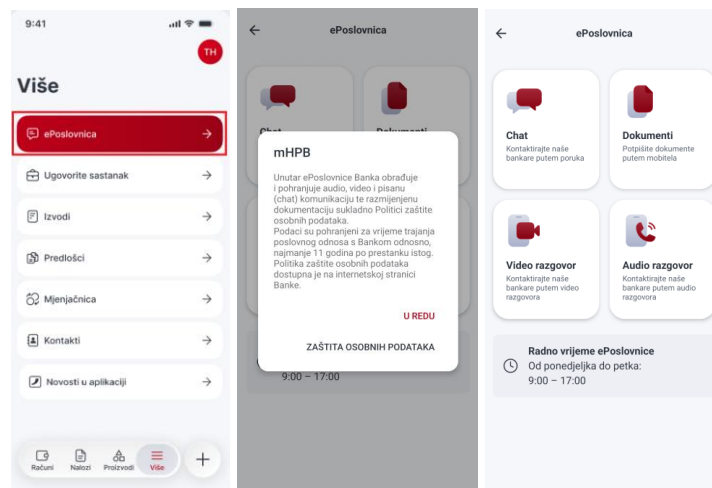 9:41
TH
Više
ePoslovnica
Ugovorite sastanak
Izvodi
Predlošci
Mjenjačnica
Kontakti
Novosti u aplikaciji
Računi Nalozi Proizvodi Više
ePoslovnica
Chat Dokumenti
mHPB
Unutar ePoslovnice Banka obrađuje
i pohranjuje audio, video i pisanu
(chat) komunikaciju te razmijenjenu
dokumentaciju sukladno Politici zaštite
osobnih podataka.
Podaci su pohranjeni za vrijeme trajanja
poslovnog odnosa s Bankom odnosno,
najmanje 11 godina po prestanku istog.
Politika zaštite osobnih podataka
dostupna je na internetskoj stranici
Banke.
U REDU
ZAŠTITA OSOBNIH PODATAKA
9:00 – 17:00
ePoslovnica
Chat
Kontaktirajte naše
bankare putem poruka
Dokumenti
Potpišite dokumente
putem mobitela
Video razgovor
Kontaktirajte naše
bankare putem video
razgovora
Audio razgovor
Kontaktirajte naše
bankare putem audio
razgovora
Radno vrijeme ePoslovnice
Od ponedjeljka do petka:
9:00 – 17:00